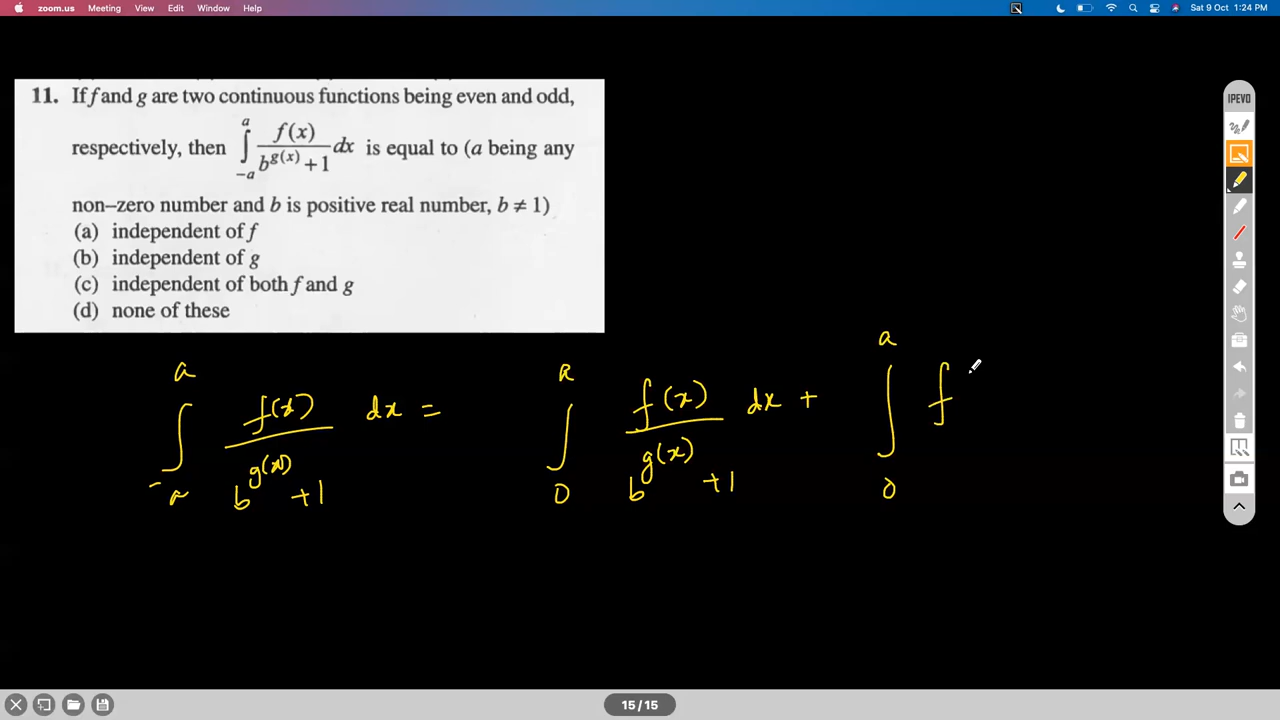 zoom.us Meeting View Edit Window Help Sat 9 Oct 1:24 PM
IPEVO
11. If f and g are two continuous functions being even and odd,
respectively, then ∫_{-a}^{a} f(x)/(b^{g(x)}+1) dx is equal to (a being any
non–zero number and b is positive real number, b ≠ 1)
(a) independent of f
(b) independent of g
(c) independent of both f and g
(d) none of these
∫_{-a}^{a} f(x)/(b^{g(x)}+1) dx = ∫_{0}^{a} f(x)/(b^{g(x)}+1) dx + ∫_{0}^{a} f
15/15